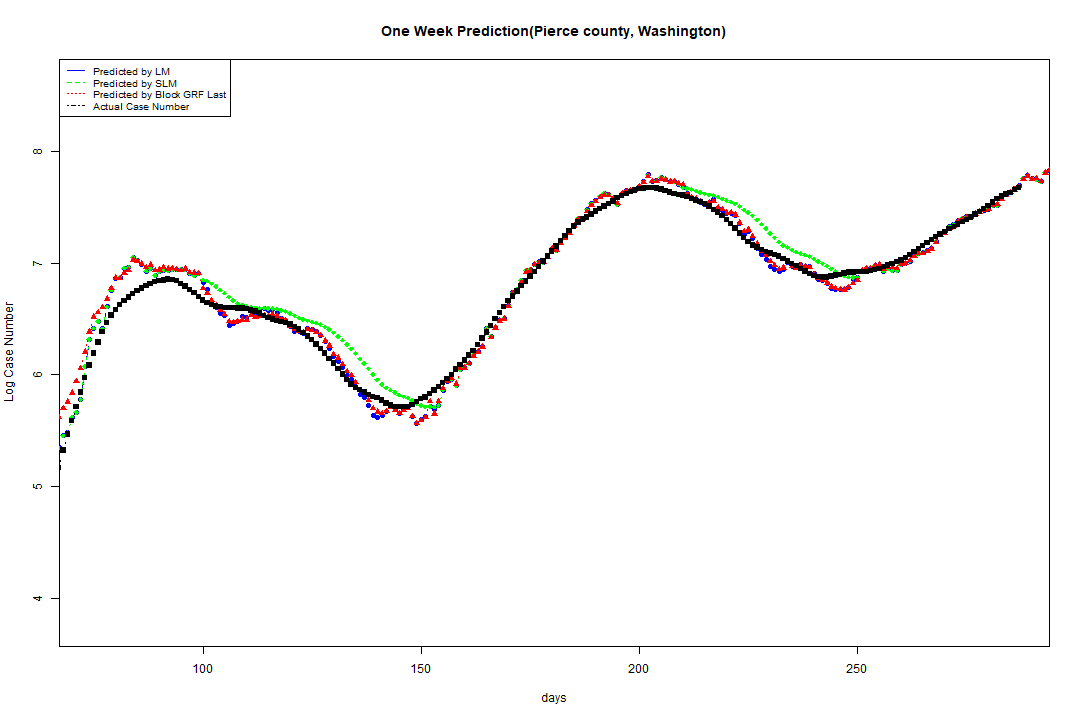 One Week Prediction(Pierce county, Washington)
Predicted by LM
Predicted by SLM
Predicted by Block GRF Last
Actual Case Number
8
7
6
5
4
Log Case Number
100 150 200 250
days